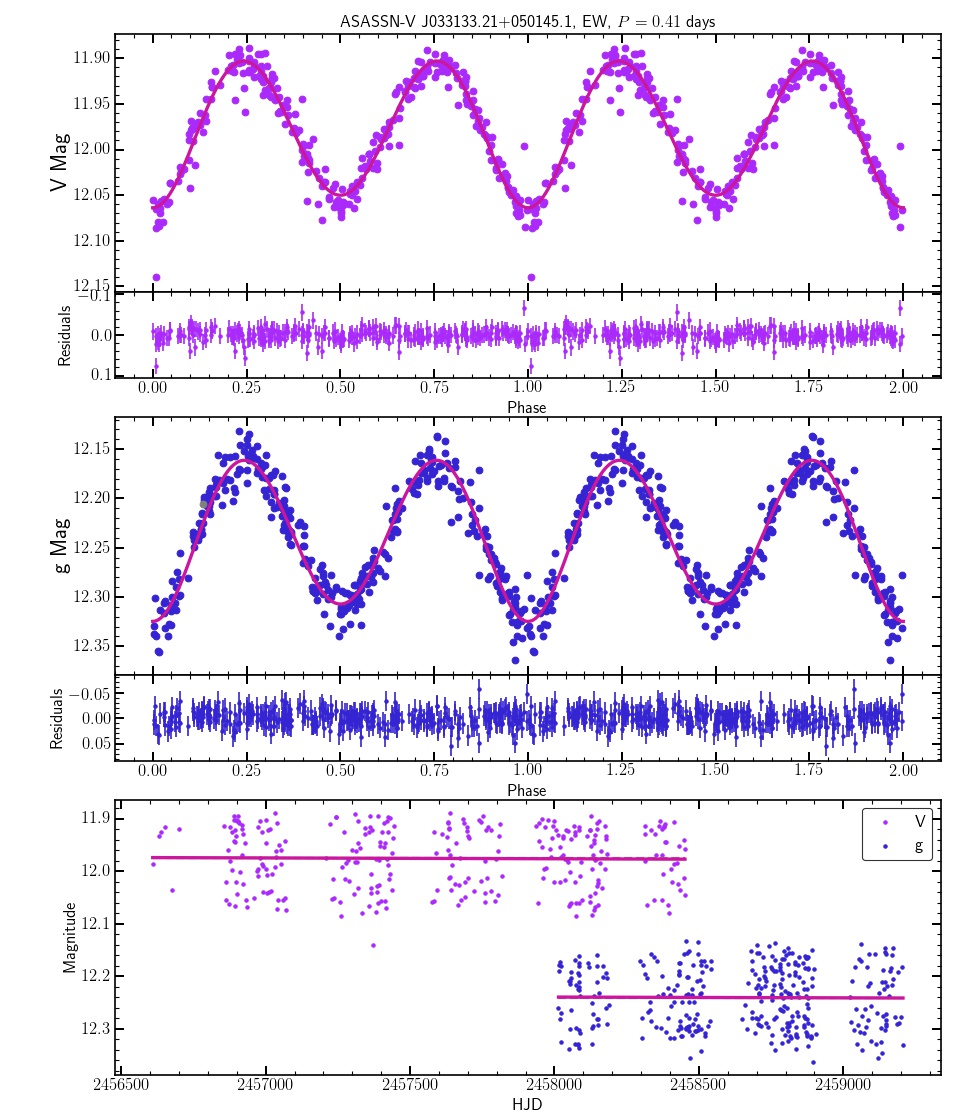 ASASSN-V J033133.21+050145.1, EW, P = 0.41 days
11.90
11.95
12.00
12.05
12.10
12.15
V Mag
−0.1
0.0
0.1
Residuals
0.00 0.25 0.50 0.75 1.00 1.25 1.50 1.75 2.00
Phase
12.15
12.20
12.25
12.30
12.35
g Mag
−0.05
0.00
0.05
Residuals
0.00 0.25 0.50 0.75 1.00 1.25 1.50 1.75 2.00
Phase
V
g
11.9
12.0
12.1
12.2
12.3
Magnitude
2456500 2457000 2457500 2458000 2458500 2459000
HJD